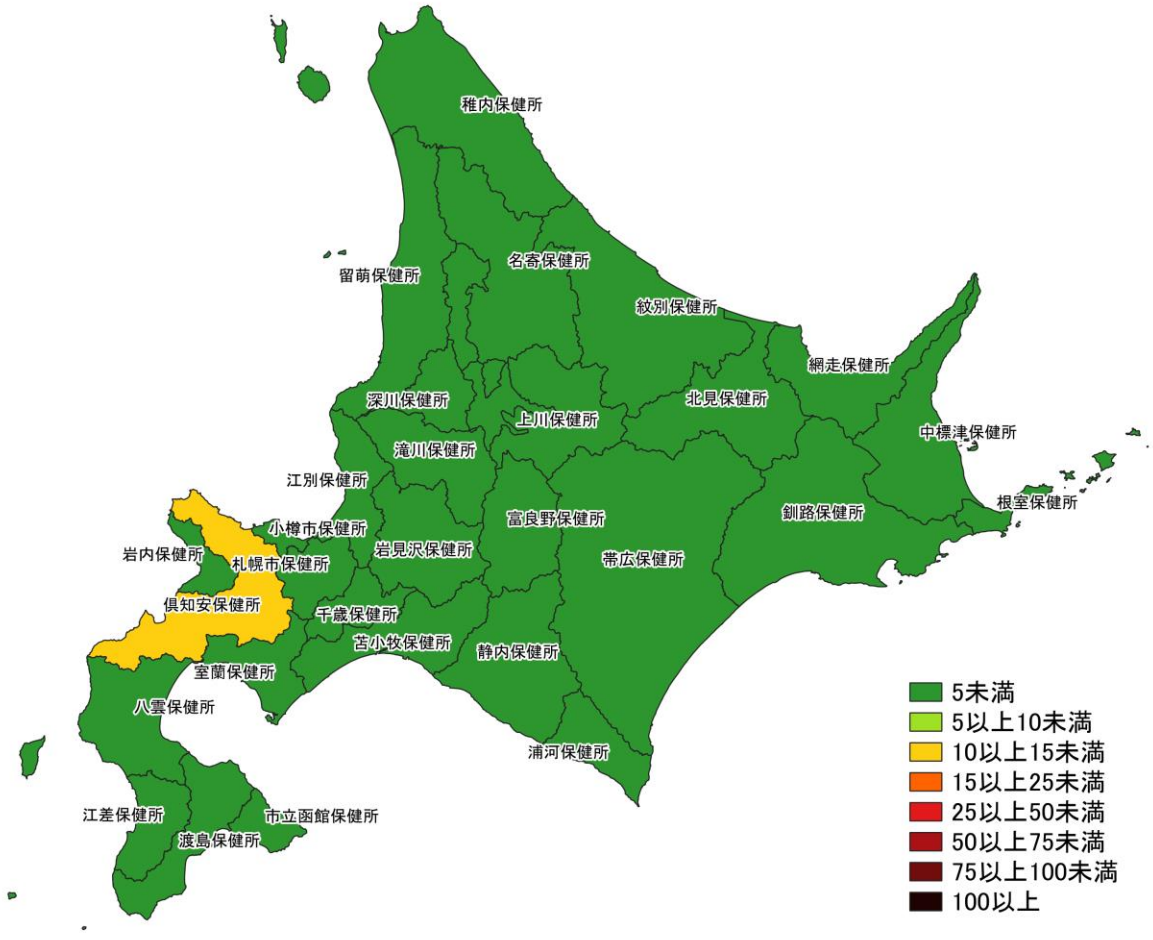 稚内保健所
名寄保健所
留萌保健所
紋別保健所
網走保健所
深川保健所
北見保健所
上川保健所
中標津保健所
滝川保健所
江別保健所
根室保健所
釧路保健所
富良野保健所
小樽市保健所
岩見沢保健所
岩内保健所
札幌市保健所
帯広保健所
倶知安保健所
千歳保健所
苫小牧保健所
静内保健所
室蘭保健所
八雲保健所
浦河保健所
江差保健所
市立函館保健所
渡島保健所
5未満
5以上10未満
10以上15未満
15以上25未満
25以上50未満
50以上75未満
75以上100未満
100以上